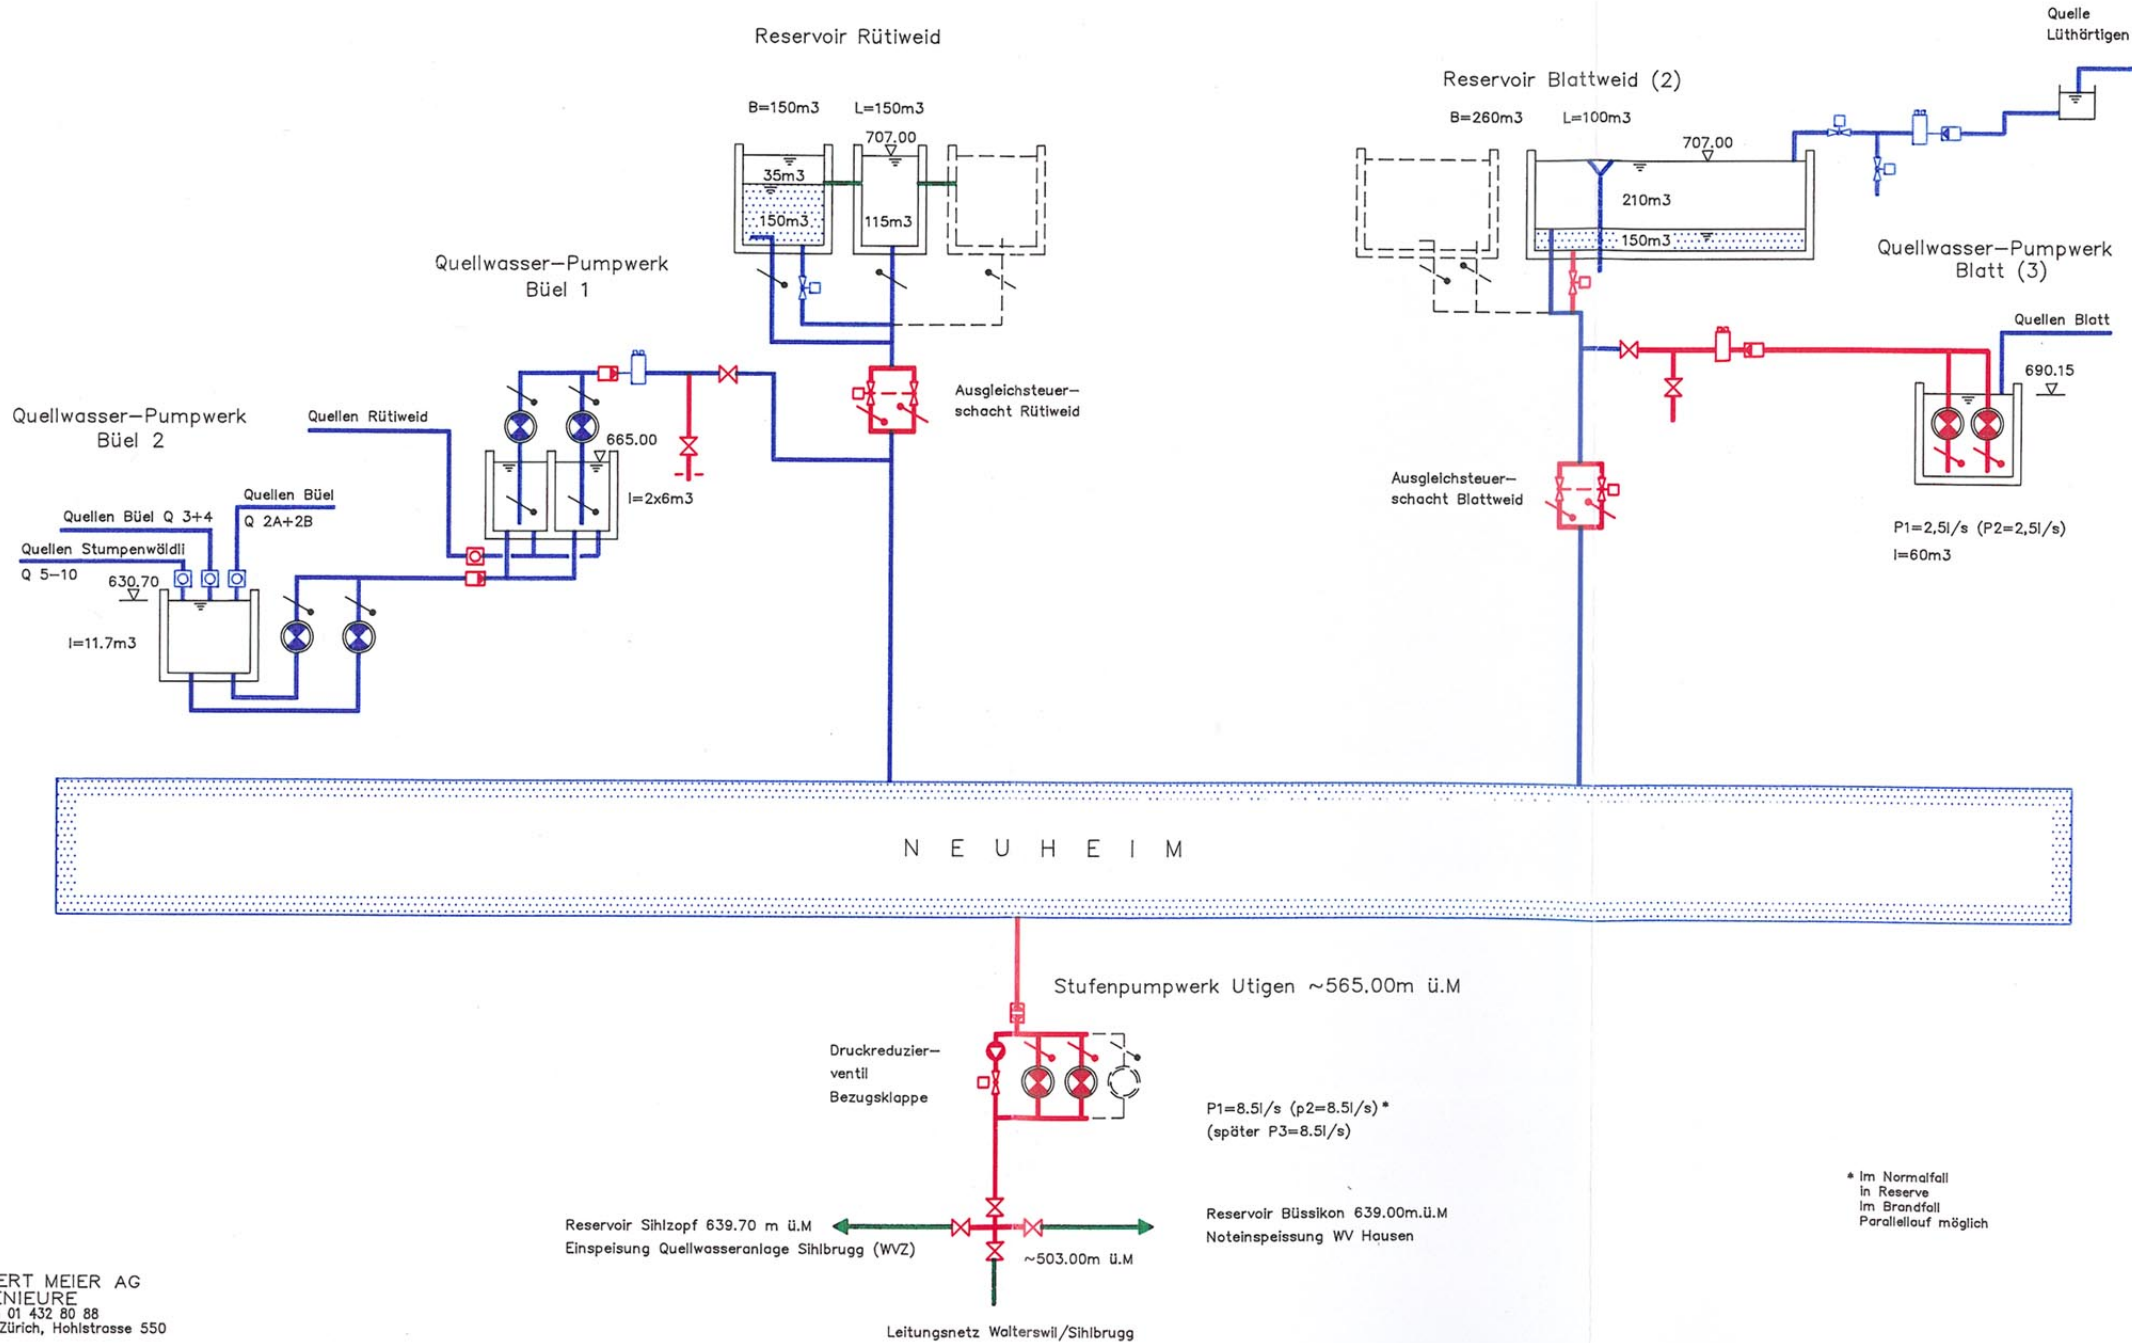 Reservoir Rütiweid
B=150m3
L=150m3
707.00
35m3
150m3
115m3
Quelle
Lüthärtigen
Reservoir Blattweid (2)
B=260m3
L=100m3
707.00
210m3
150m3
Quellwasser-Pumpwerk
Blatt (3)
Quellen Blatt
690.15
P1=2,5l/s (P2=2,5l/s)
I=60m3
Quellwasser-Pumpwerk
Büel 1
Quellwasser-Pumpwerk
Büel 2
Quellen Rütiweid
665.00
I=2x6m3
Ausgleichsteuer-
schacht Rütiweid
Ausgleichsteuer-
schacht Blattweid
Quellen Büel
Q 2A+2B
Quellen Büel Q 3+4
Quellen Stumpenwäldli
Q 5-10
630.70
I=11.7m3
NEUHEIM
Stufenpumpwerk Utigen ~565.00m ü.M
Druckreduzier-
ventil
Bezugsklappe
P1=8.5l/s (p2=8.5l/s)*
(später P3=8.5l/s)
* Im Normalfall
in Reserve
Im Brandfall
Parallellauf möglich
Reservoir Sihlzopf 639.70 m ü.M
Einspeisung Quellwasseranlage Sihlbrugg (WVZ)
Reservoir Büssikon 639.00m.ü.M
Noteinspeissung WV Hausen
~503.00m ü.M
Leitungsnetz Walterswil/Sihlbrugg
ERT MEIER AG
ENIEURE
01 432 80 88
Zürich, Hohlstrasse 550